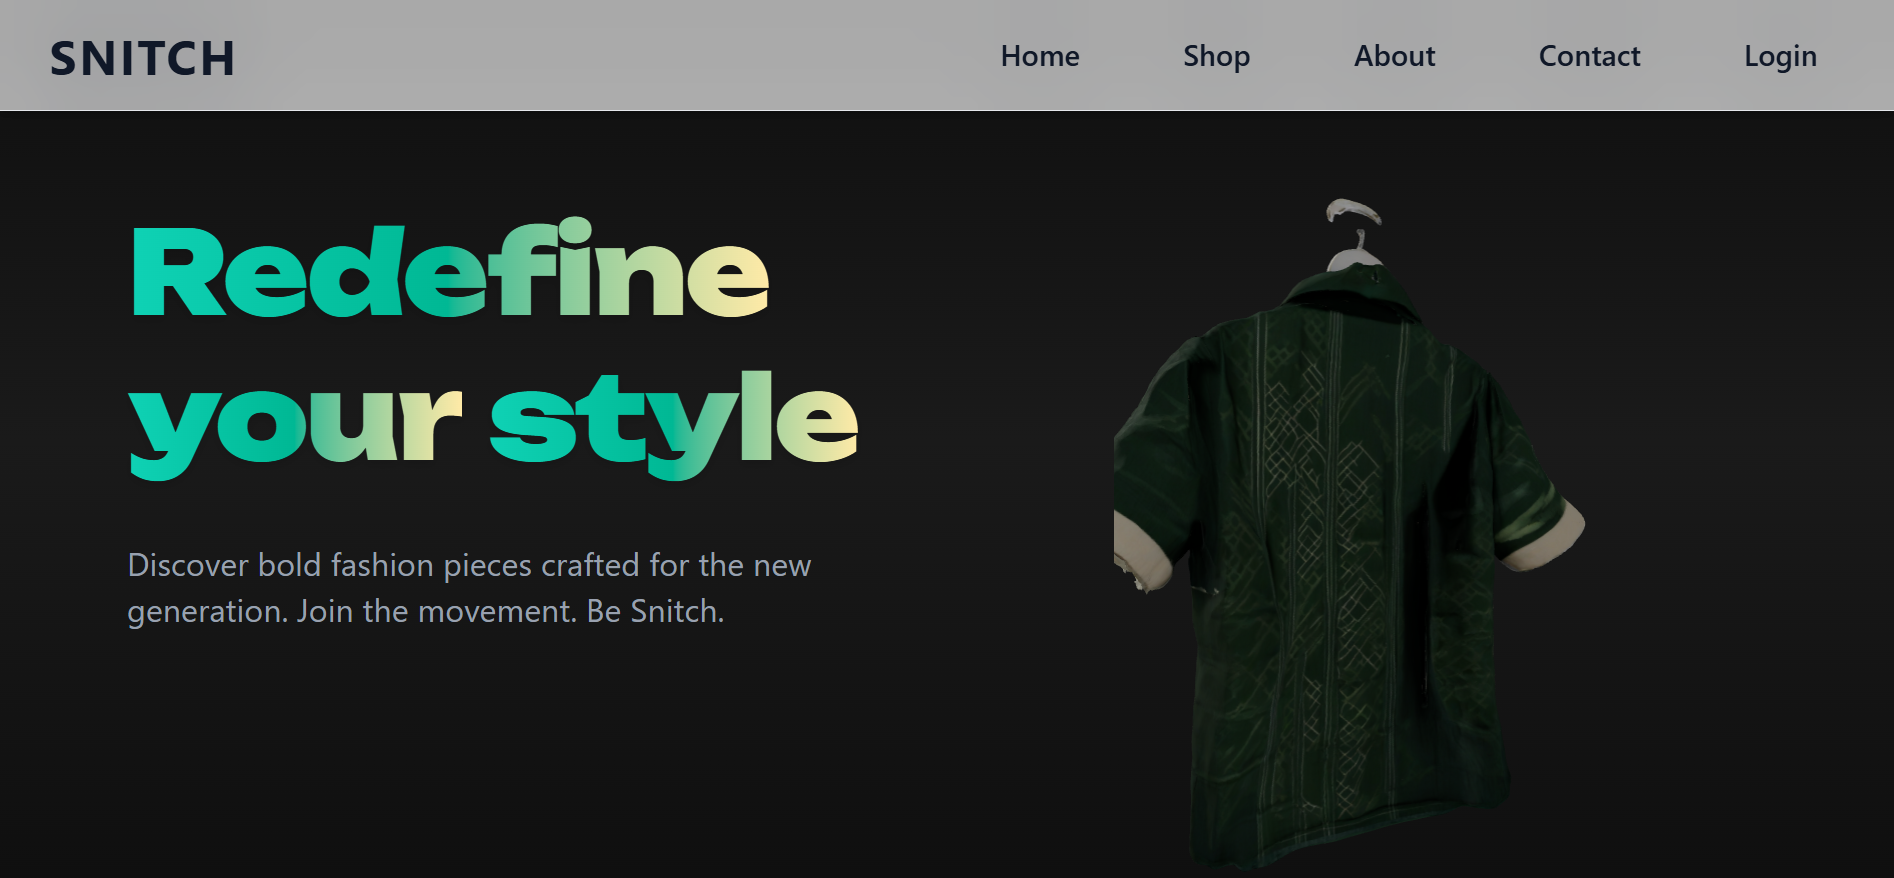 SNITCH
Home Shop About Contact Login
Redefine
your style
Discover bold fashion pieces crafted for the new
generation. Join the movement. Be Snitch.